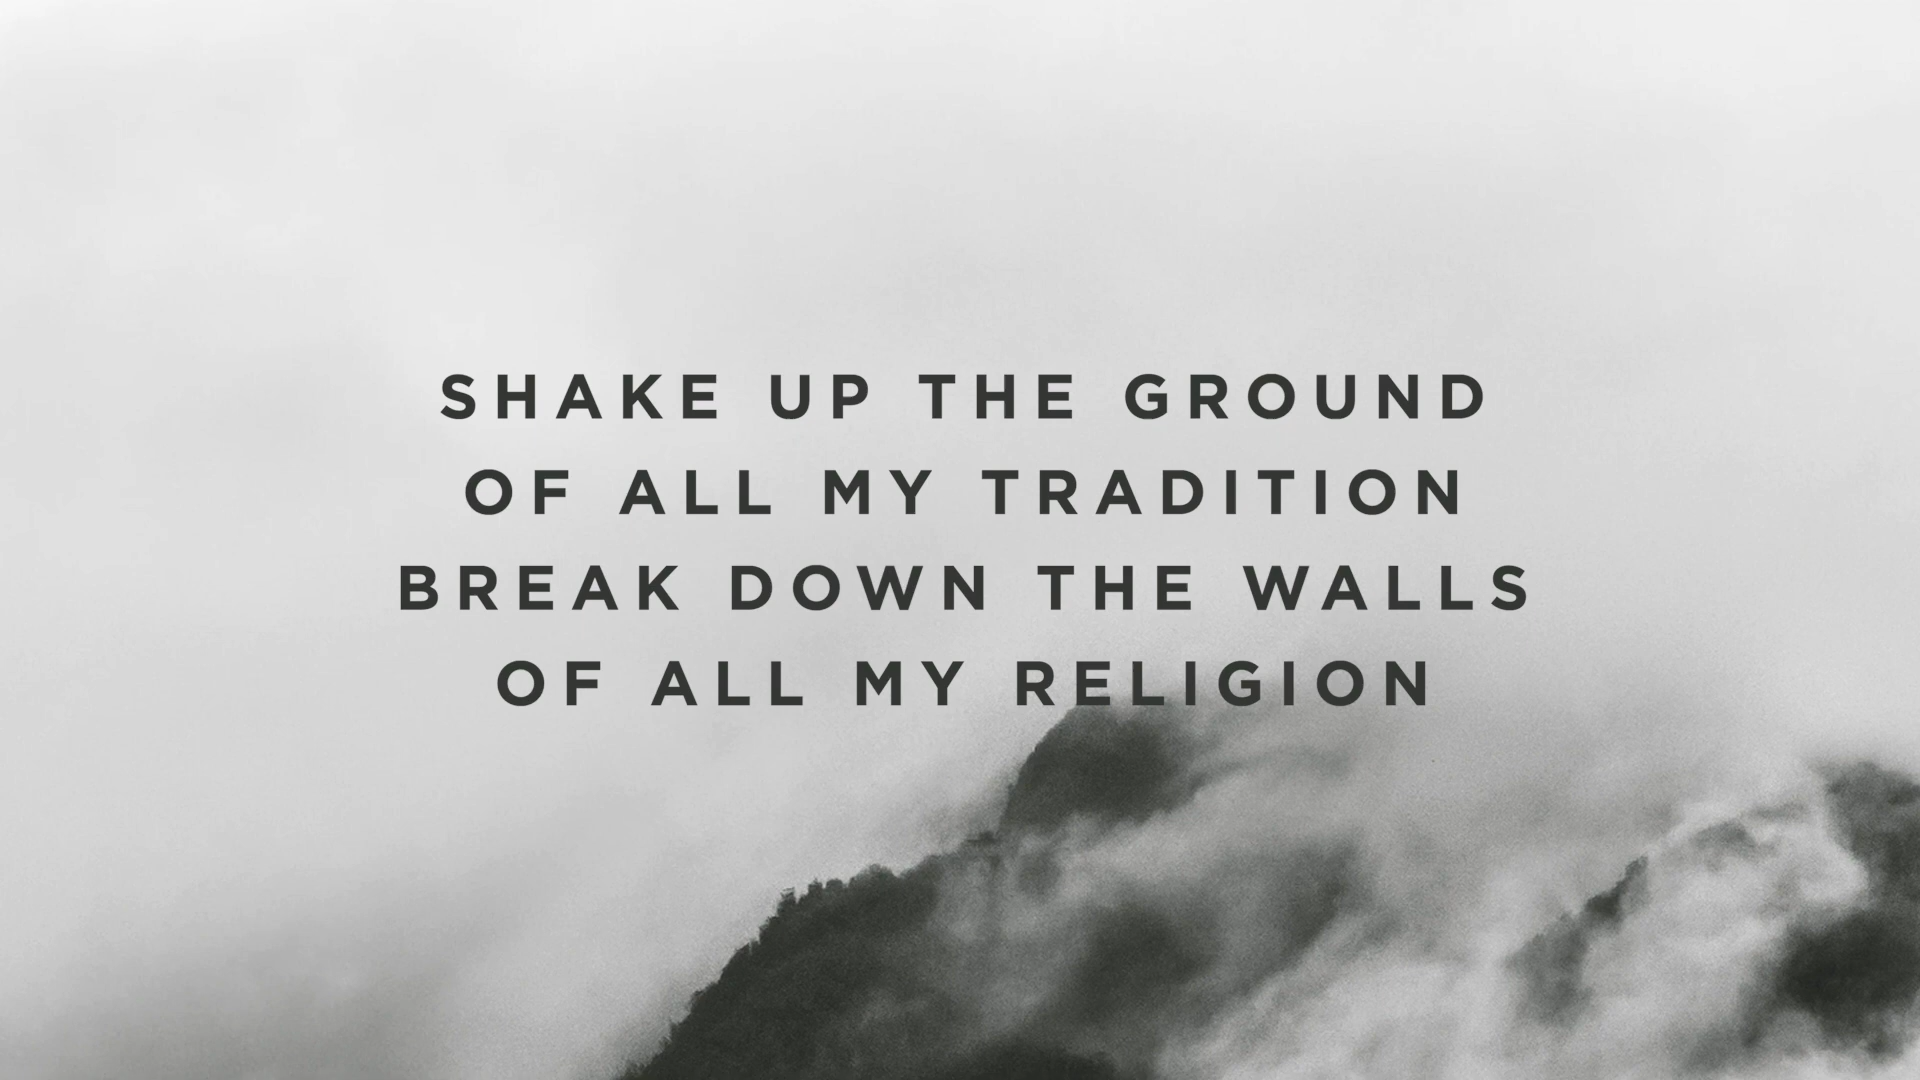 SHAKE UP THE GROUND
OF ALL MY TRADITION
BREAK DOWN THE WALLS
OF ALL MY RELIGION